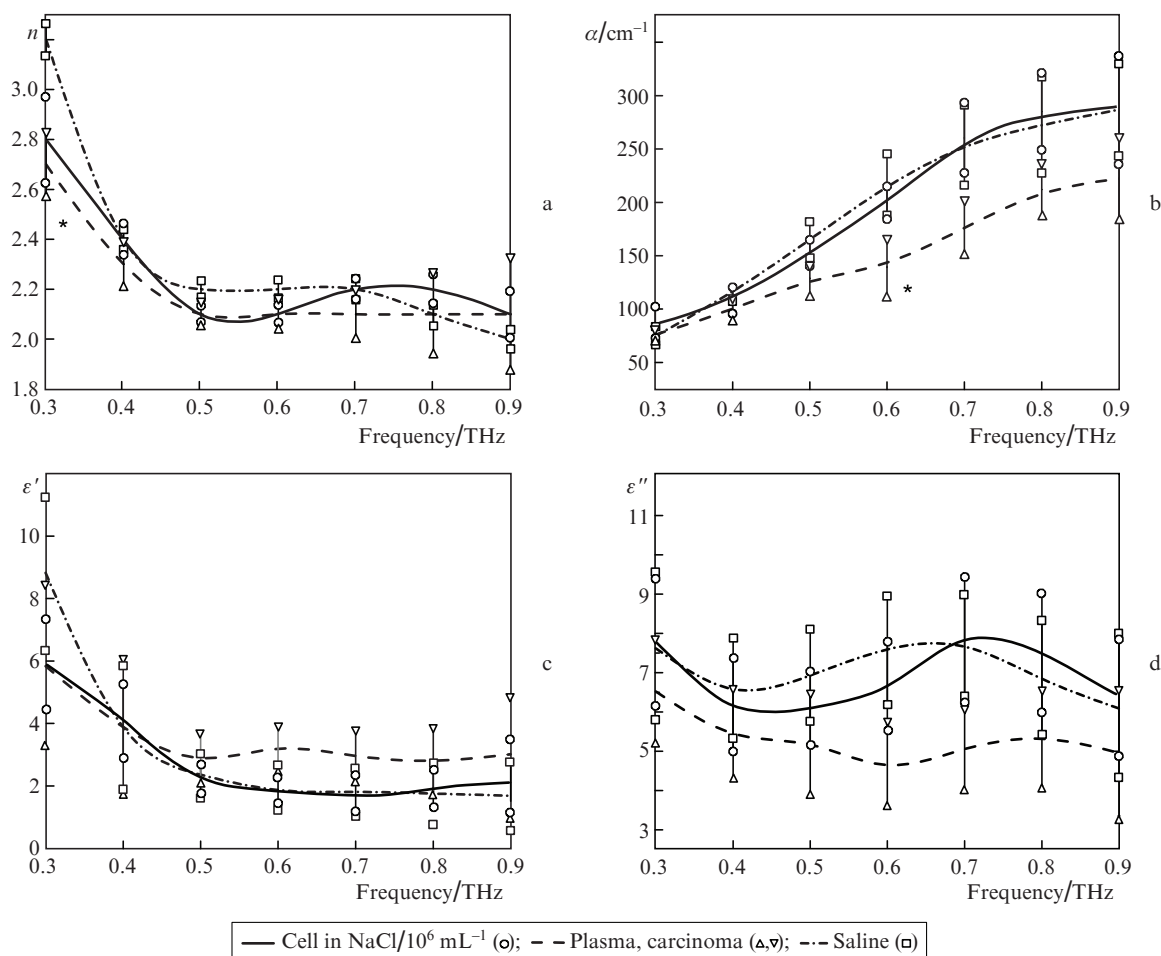 n
3.0
2.8
2.6
2.4
2.2
2.0
1.8
0.3 0.4 0.5 0.6 0.7 0.8 0.9
Frequency/THz
*
a
α/cm⁻¹
300
250
200
150
100
50
0.3 0.4 0.5 0.6 0.7 0.8 0.9
Frequency/THz
*
b
ε′
10
8
6
4
2
0
0.3 0.4 0.5 0.6 0.7 0.8 0.9
Frequency/THz
c
ε″
11
9
7
5
3
0.3 0.4 0.5 0.6 0.7 0.8 0.9
Frequency/THz
d
Cell in NaCl/10⁶ mL⁻¹ (○); Plasma, carcinoma (△,▽); Saline (□)